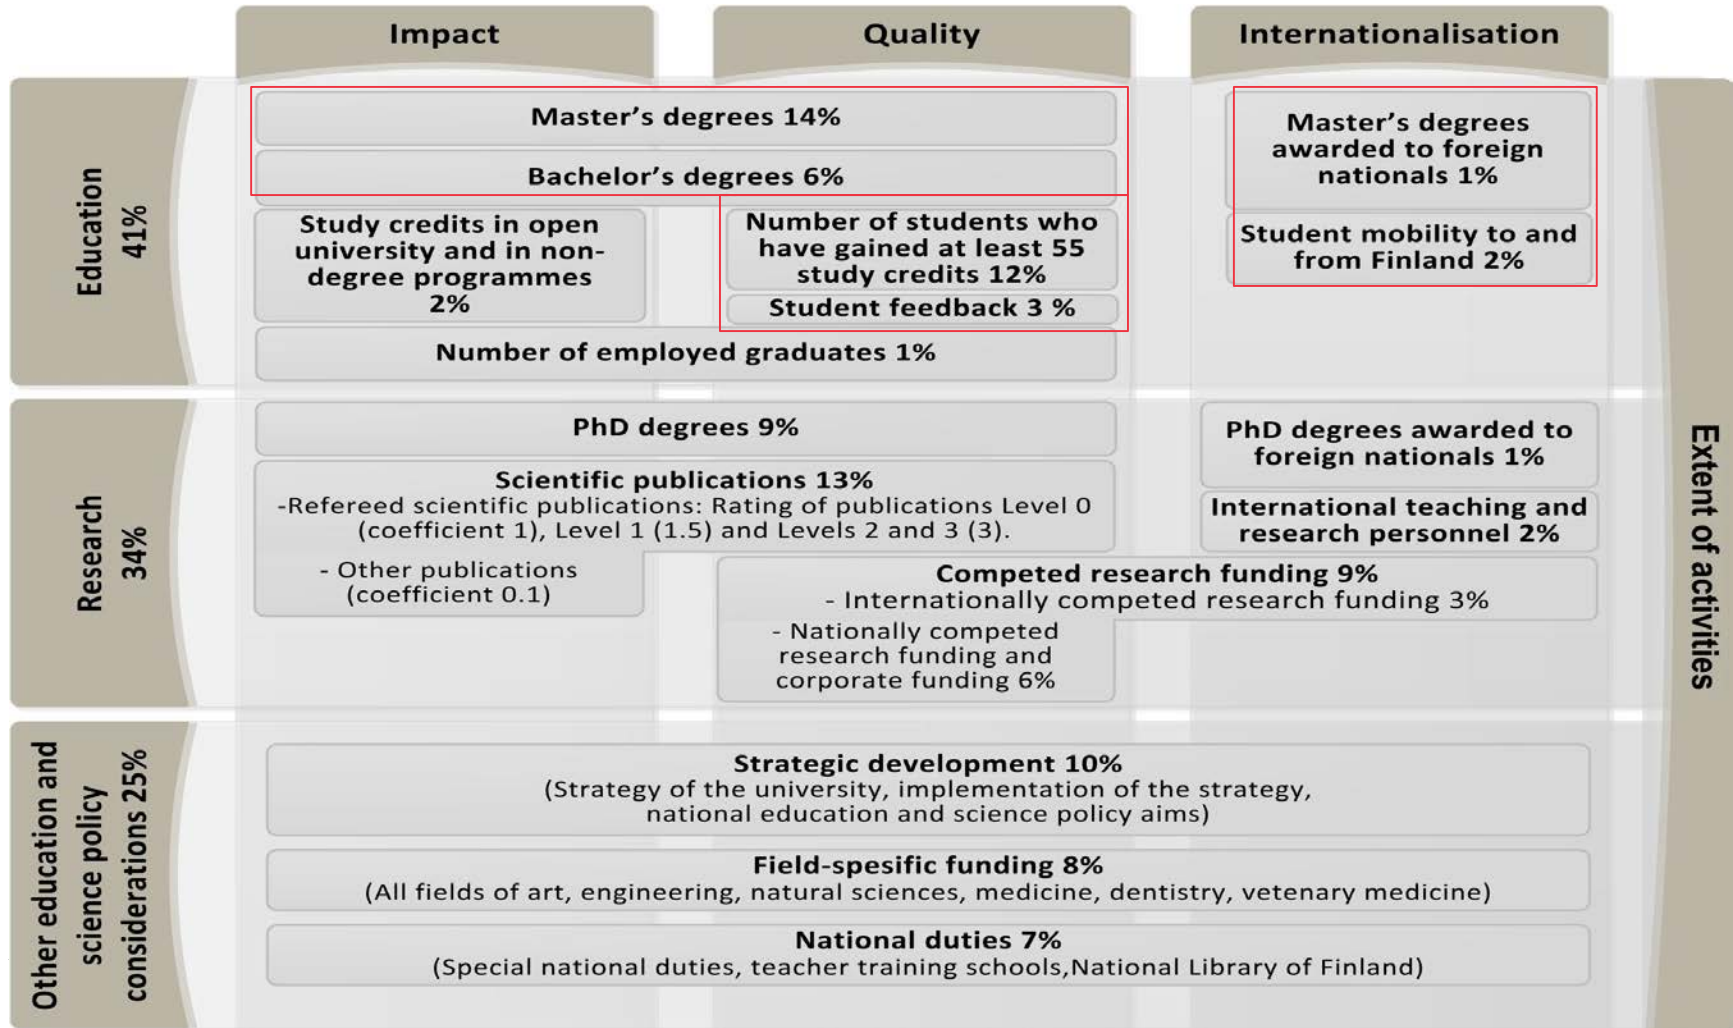 Impact
Quality
Internationalisation
Education
41%
Master's degrees 14%
Bachelor's degrees 6%
Study credits in open
university and in non-
degree programmes
2%
Number of students who
have gained at least 55
study credits 12%
Student feedback 3 %
Number of employed graduates 1%
Master's degrees
awarded to foreign
nationals 1%
Student mobility to and
from Finland 2%
Research
34%
PhD degrees 9%
Scientific publications 13%
-Refereed scientific publications: Rating of publications Level 0
(coefficient 1), Level 1 (1.5) and Levels 2 and 3 (3).
- Other publications
(coefficient 0.1)
PhD degrees awarded to
foreign nationals 1%
International teaching and
research personnel 2%
Competed research funding 9%
- Internationally competed research funding 3%
- Nationally competed
research funding and
corporate funding 6%
Other education and
science policy
considerations 25%
Strategic development 10%
(Strategy of the university, implementation of the strategy,
national education and science policy aims)
Field-spesific funding 8%
(All fields of art, engineering, natural sciences, medicine, dentistry, vetenary medicine)
National duties 7%
(Special national duties, teacher training schools,National Library of Finland)
Extent of activities